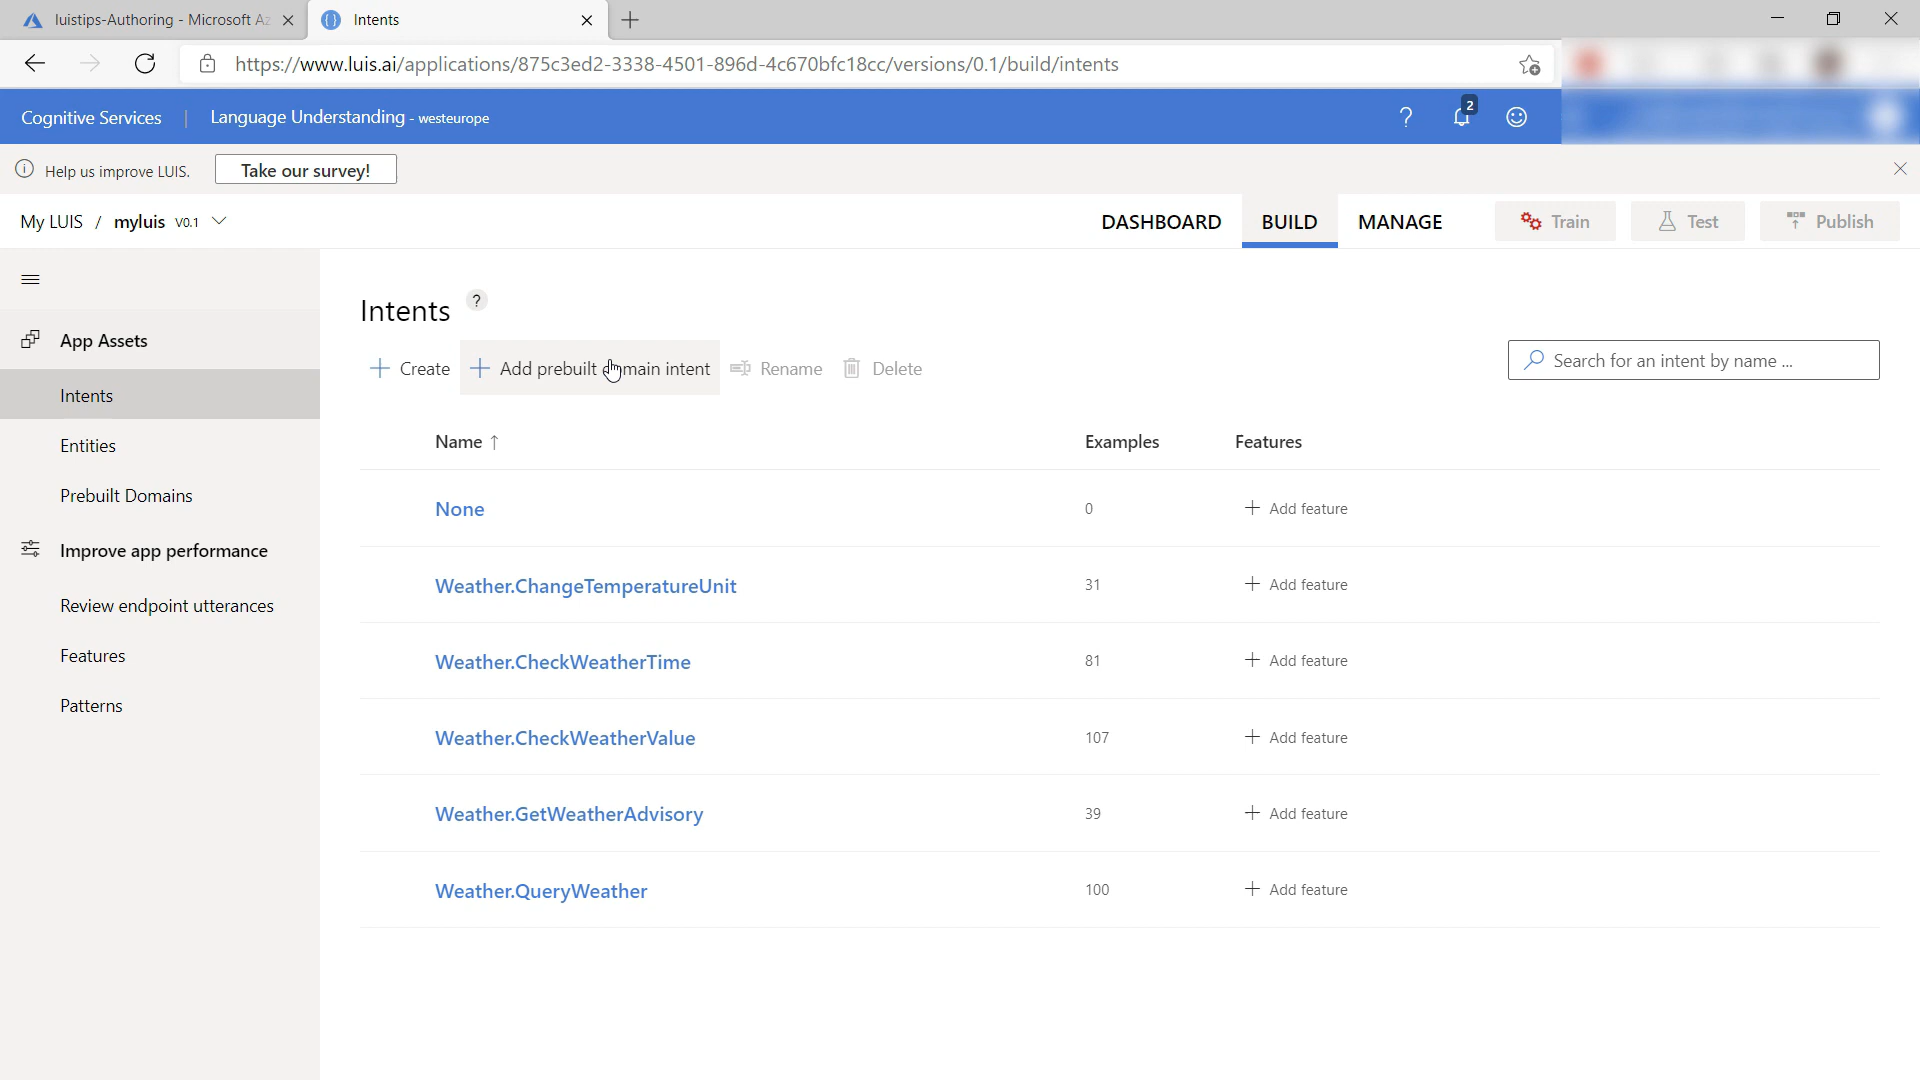 luistips-Authoring - Microsoft Az
Intents
https://www.luis.ai/applications/875c3ed2-3338-4501-896d-4c670bfc18cc/versions/0.1/build/intents
Cognitive Services | Language Understanding - westeurope
? 2
Help us improve LUIS. Take our survey!
My LUIS / myluis V0.1
DASHBOARD BUILD MANAGE Train Test Publish
App Assets
Intents
Entities
Prebuilt Domains
Improve app performance
Review endpoint utterances
Features
Patterns
Intents ?
+ Create + Add prebuilt domain intent Rename Delete
Search for an intent by name ...
Name ↑ Examples Features
None 0 + Add feature
Weather.ChangeTemperatureUnit 31 + Add feature
Weather.CheckWeatherTime 81 + Add feature
Weather.CheckWeatherValue 107 + Add feature
Weather.GetWeatherAdvisory 39 + Add feature
Weather.QueryWeather 100 + Add feature